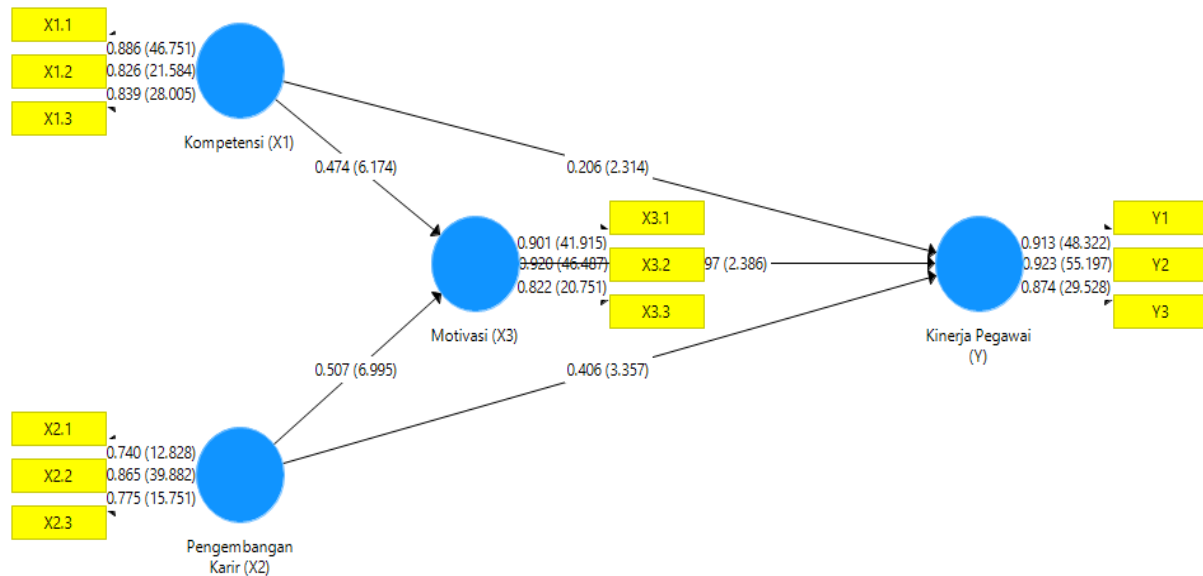 X1.1
0.886 (46.751)
X1.2
0.826 (21.584)
0.839 (28.005)
X1.3
Kompetensi (X1)
0.474 (6.174)
0.206 (2.314)
X3.1
0.901 (41.915)
0.920 (46.487)
X3.2
97 (2.386)
0.822 (20.751)
X3.3
Motivasi (X3)
Y1
0.913 (48.322)
0.923 (55.197)
Y2
0.874 (29.528)
Y3
Kinerja Pegawai
(Y)
0.507 (6.995)
0.406 (3.357)
X2.1
0.740 (12.828)
0.865 (39.882)
X2.2
0.775 (15.751)
X2.3
Pengembangan
Karir (X2)